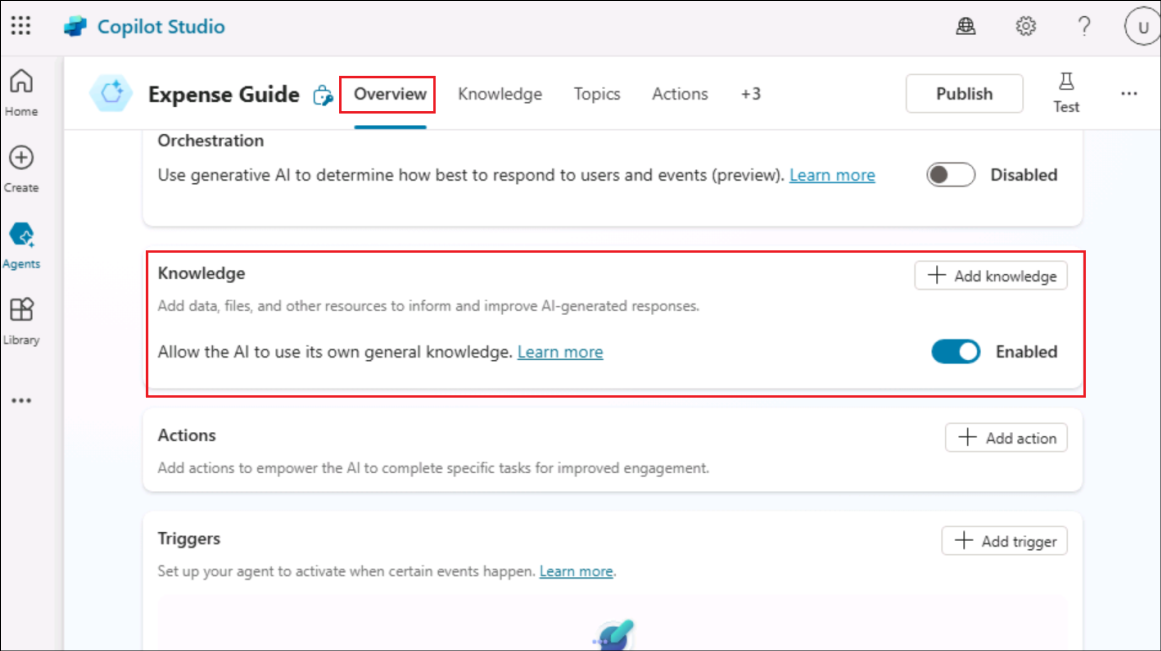 Copilot Studio
U
Expense Guide
Overview
Knowledge
Topics
Actions
+3
Publish
Test
Home
Create
Agents
Library
Orchestration
Use generative AI to determine how best to respond to users and events (preview). Learn more
Disabled
Knowledge
Add knowledge
Add data, files, and other resources to inform and improve AI-generated responses.
Allow the AI to use its own general knowledge. Learn more
Enabled
Actions
Add action
Add actions to empower the AI to complete specific tasks for improved engagement.
Triggers
Add trigger
Set up your agent to activate when certain events happen. Learn more.